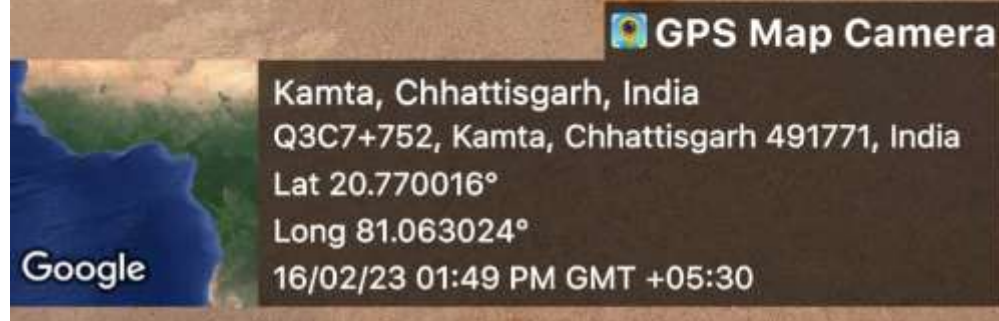 GPS Map Camera
Kamta, Chhattisgarh, India
Q3C7+752, Kamta, Chhattisgarh 491771, India
Lat 20.770016°
Long 81.063024°
16/02/23 01:49 PM GMT +05:30
Google